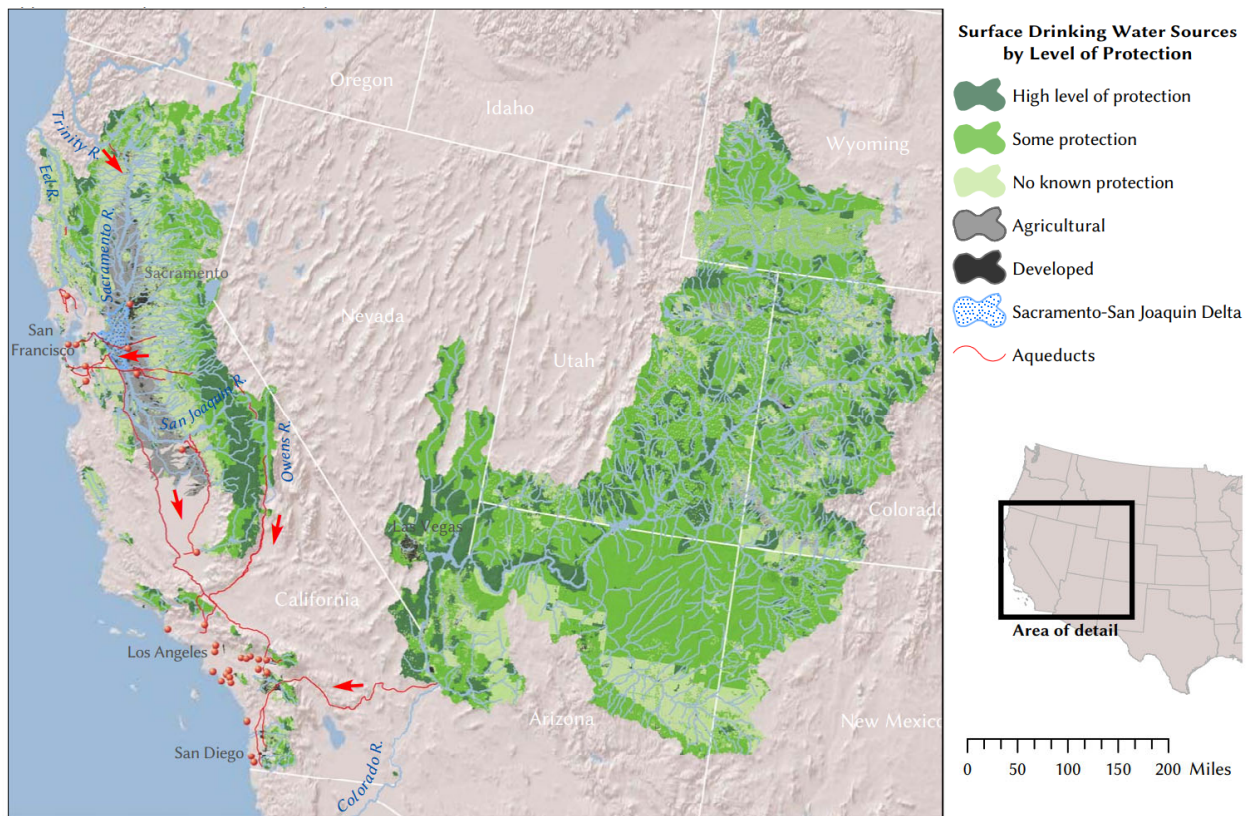 Oregon
Idaho
Wyoming
Trinity R.
Eel R.
Sacramento R.
Sacramento
Nevada
San
Francisco
Utah
San Joaquin R.
Owens R.
Las Vegas
Colorado
California
Los Angeles
Arizona
New Mexico
San Diego
Colorado R.
Surface Drinking Water Sources
by Level of Protection
High level of protection
Some protection
No known protection
Agricultural
Developed
Sacramento-San Joaquin Delta
Aqueducts
Area of detail
0 50 100 150 200 Miles